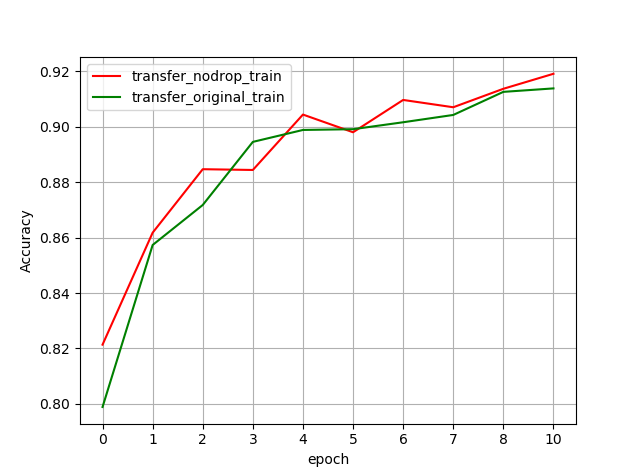 transfer_nodrop_train
transfer_original_train
0.92
0.90
0.88
0.86
0.84
0.82
0.80
Accuracy
0 1 2 3 4 5 6 7 8 10
epoch